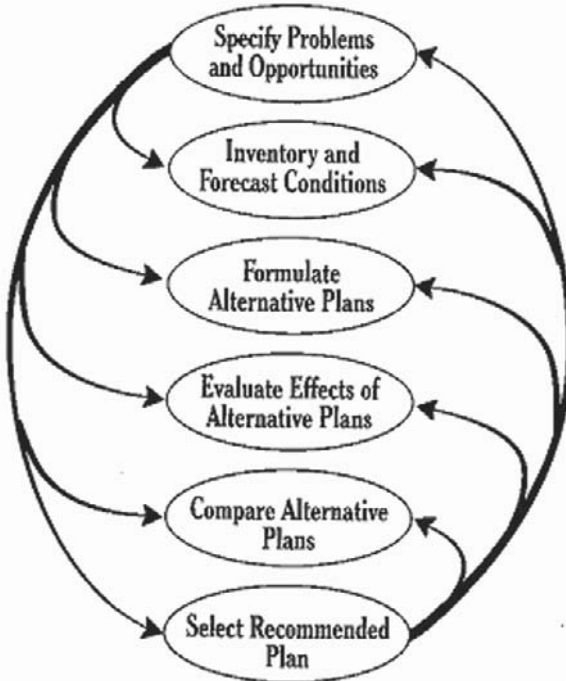 Specify Problems
and Opportunities
Inventory and
Forecast Conditions
Formulate
Alternative Plans
Evaluate Effects of
Alternative Plans
Compare Alternative
Plans
Select Recommended
Plan